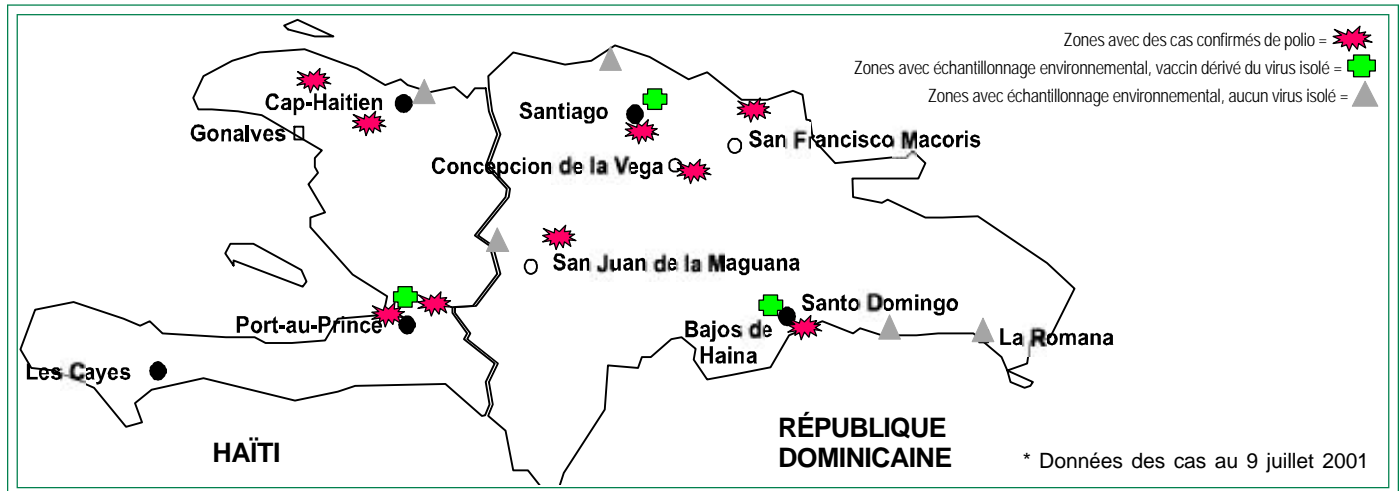 Zones avec des cas confirmés de polio =
Zones avec échantillonnage environnemental, vaccin dérivé du virus isolé =
Zones avec échantillonnage environnemental, aucun virus isolé =
Cap-Haitien
Gonalves
Santiago
San Francisco Macoris
Concepcion de la Vega
San Juan de la Maguana
Port-au-Prince
Santo Domingo
Bajos de
Haina
La Romana
Les Cayes
HAÏTI
RÉPUBLIQUE
DOMINICAINE
* Données des cas au 9 juillet 2001